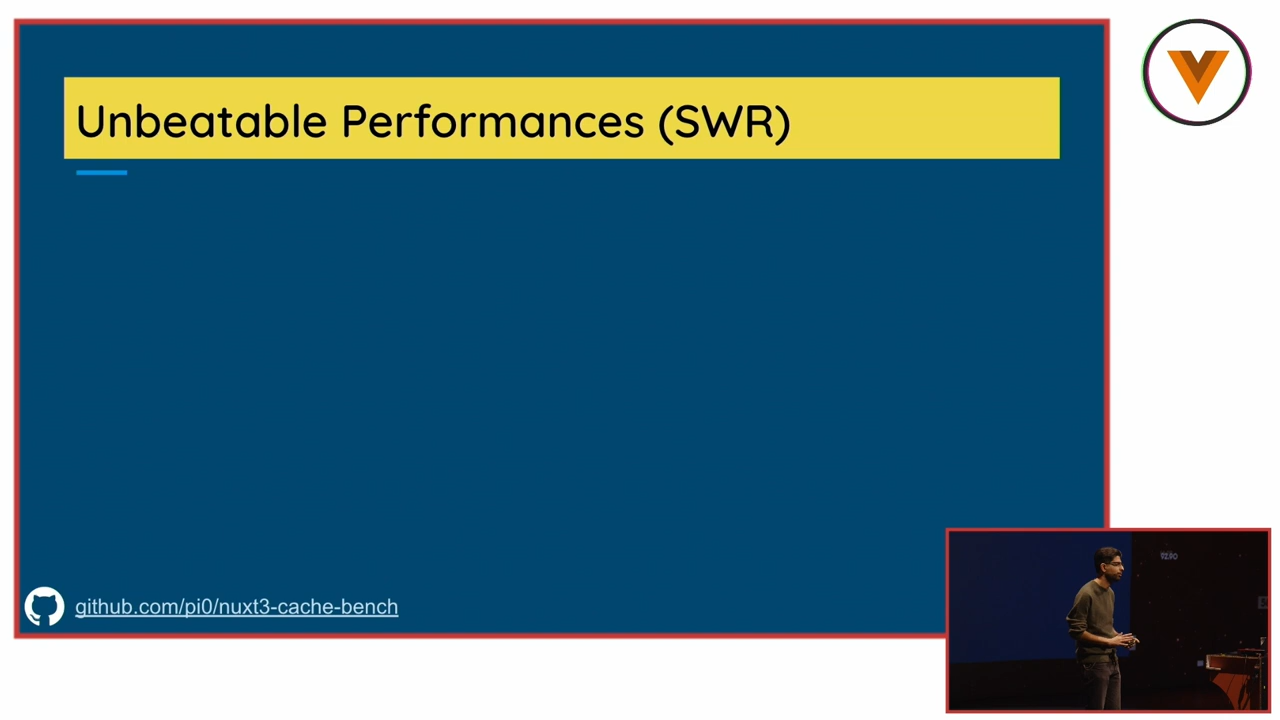 Unbeatable Performances (SWR)
github.com/pi0/nuxt3-cache-bench